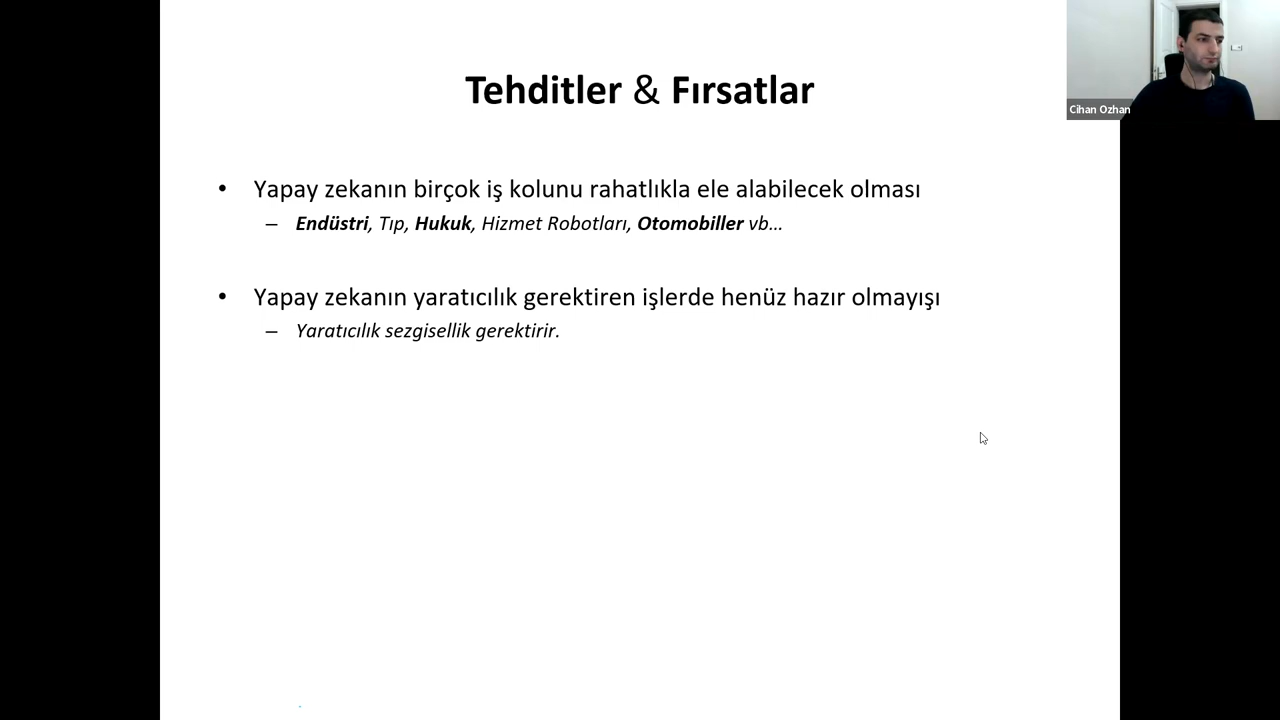 Tehditler & Fırsatlar
Cihan Ozhan
• Yapay zekanın birçok iş kolunu rahatlıkla ele alabilecek olması
– Endüstri, Tıp, Hukuk, Hizmet Robotları, Otomobiller vb...
• Yapay zekanın yaratıcılık gerektiren işlerde henüz hazır olmayışı
– Yaratıcılık sezgisellik gerektirir.